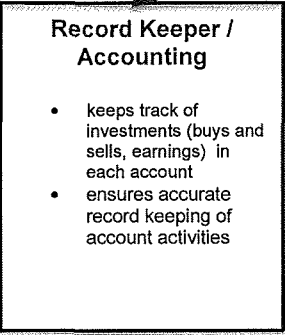 Record Keeper /
Accounting
• keeps track of
investments (buys and
sells, earnings) in
each account
• ensures accurate
record keeping of
account activities